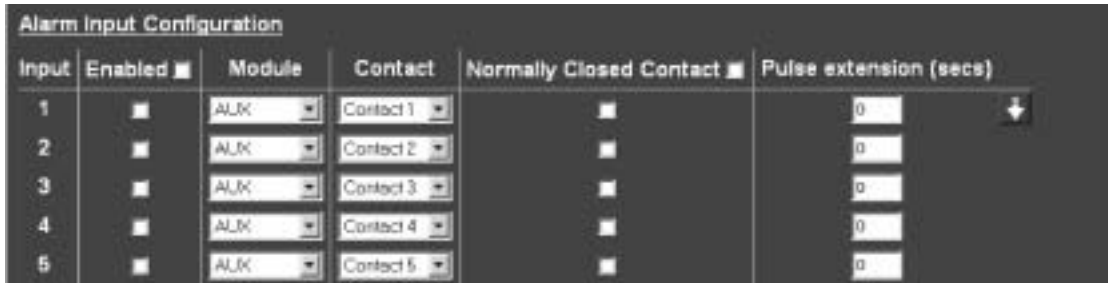 Alarm Input Configuration
Input Enabled Module Contact Normally Closed Contact Pulse extension (secs)
1 AUX Contact 1 0
2 AUX Contact 2 0
3 AUX Contact 3 0
4 AUX Contact 4 0
5 AUX Contact 5 0